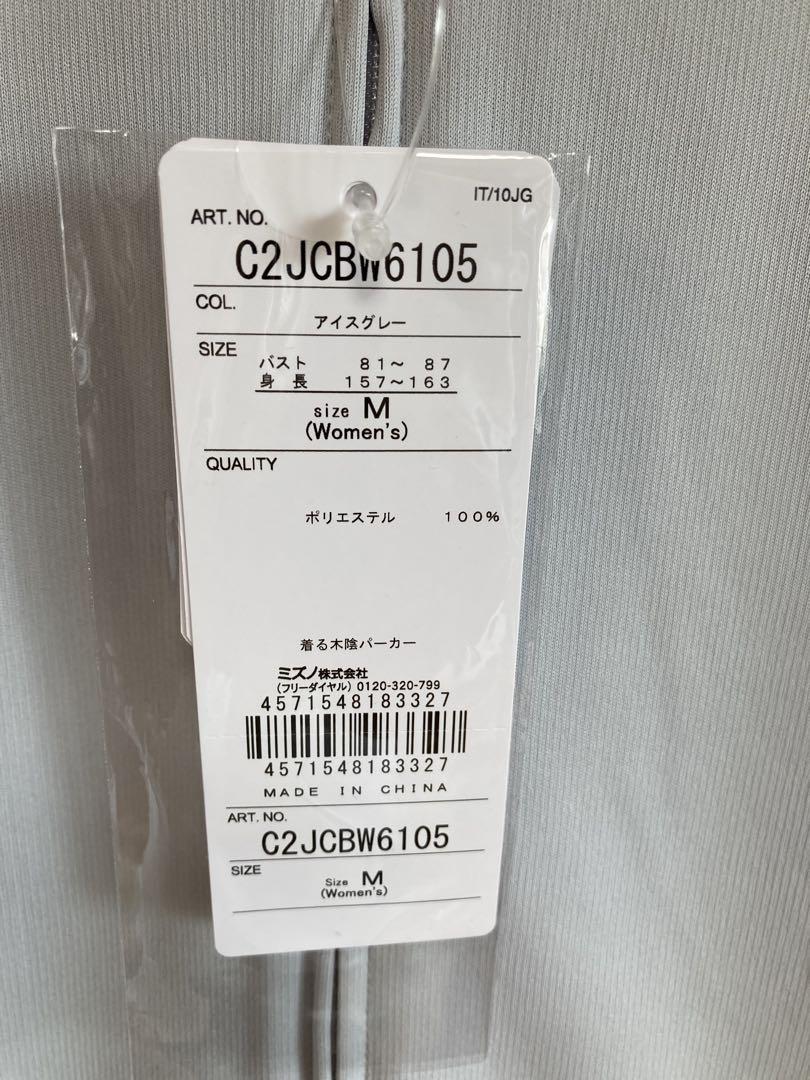 IT/10JG
ART. NO.
C2JCBW6105
COL.
アイスグレー
SIZE
バスト 81〜 87
身 長 157〜163
size M
(Women's)
QUALITY
ポリエステル 100%
着る木陰パーカー
ミズノ株式会社
(フリーダイヤル) 0120-320-799
4571548183327
4571548183327
MADE IN CHINA
ART. NO.
C2JCBW6105
SIZE
Size M
(Women's)